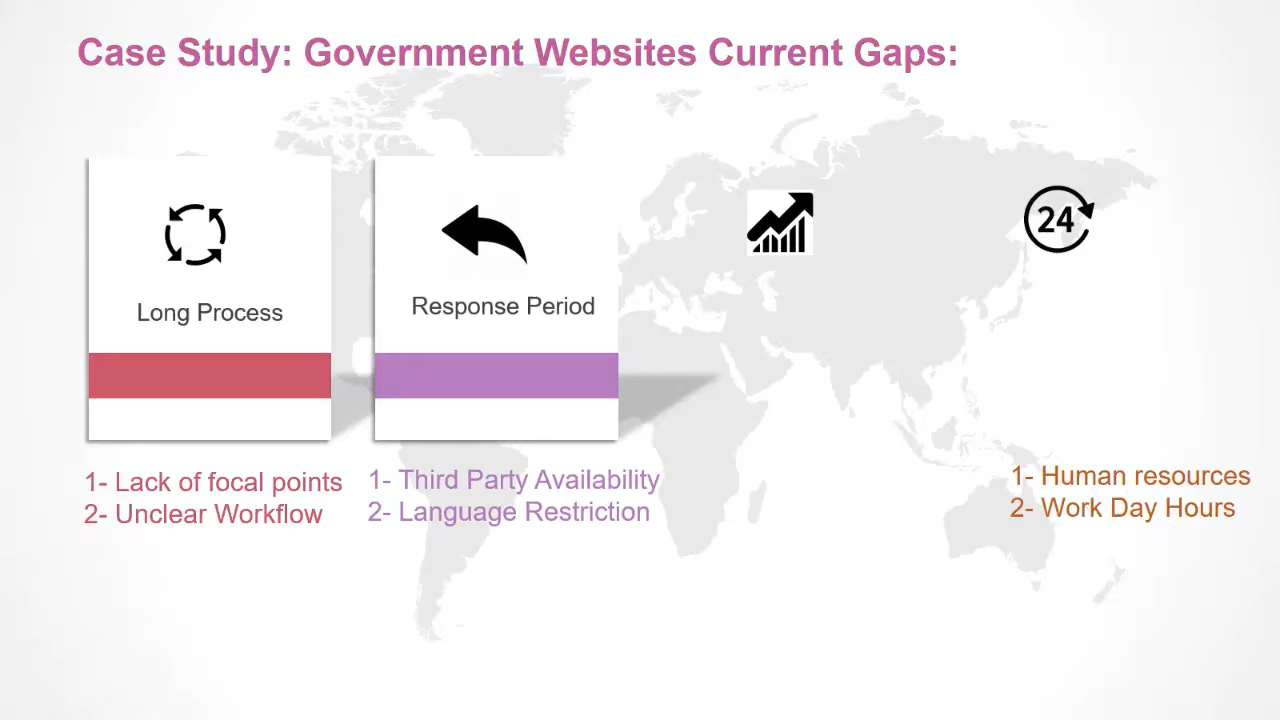 Case Study: Government Websites Current Gaps:
Long Process
Response Period
24
1- Lack of focal points
2- Unclear Workflow
1- Third Party Availability
2- Language Restriction
1- Human resources
2- Work Day Hours